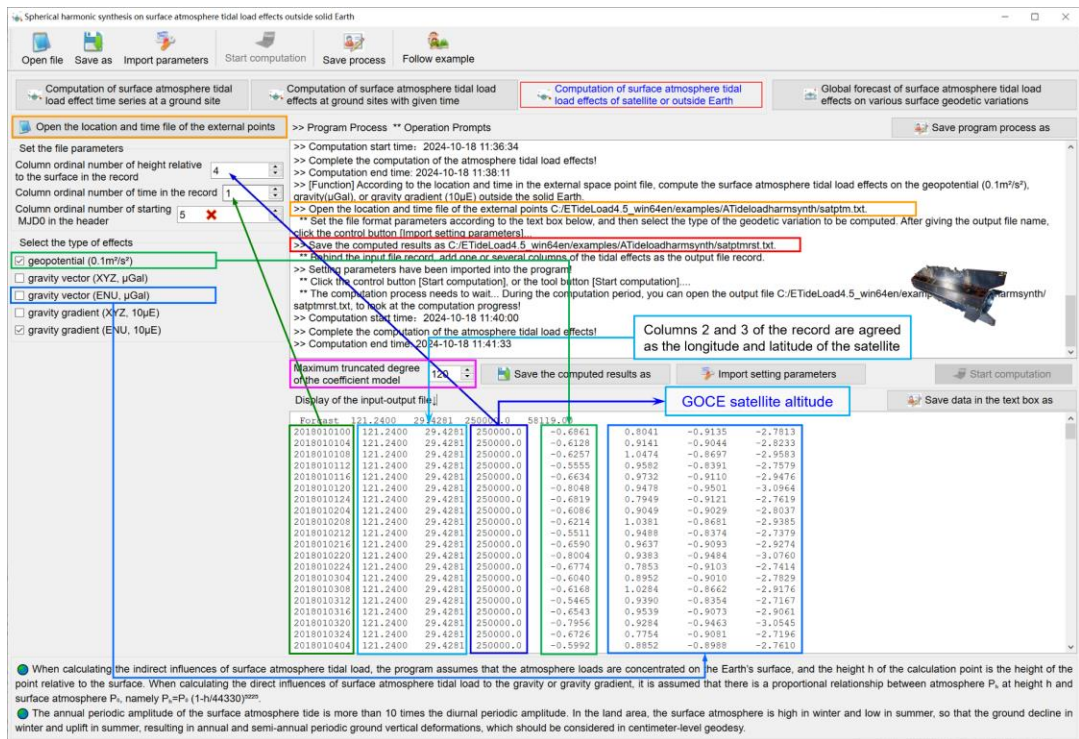 Spherical harmonic synthesis on surface atmosphere tidal load effects outside solid Earth
Open file Save as Import parameters Start computation Save process Follow example
Computation of surface atmosphere tidal
load effect time series at a ground site
Computation of surface atmosphere tidal load
effects at ground sites with given time
Computation of surface atmosphere tidal
load effects of satellite or outside Earth
Global forecast of surface atmosphere tidal load
effects on various surface geodetic variations
Open the location and time file of the external points
>> Program Process ** Operation Prompts
Save program process as
Set the file parameters
Column ordinal number of height relative
to the surface in the record
4
Column ordinal number of time in the record 1
Column ordinal number of starting
MJD0 in the header
5
Select the type of effects
geopotential (0.1m²/s²)
gravity vector (XYZ, μGal)
gravity vector (ENU, μGal)
gravity gradient (XYZ, 10μE)
gravity gradient (ENU, 10μE)
>> Computation start time: 2024-10-18 11:36:34
>> Complete the computation of the atmosphere tidal load effects!
>> Computation end time: 2024-10-18 11:38:11
>> [Function] According to the location and time in the external space point file, compute the surface atmosphere tidal load effects on the geopotential (0.1m²/s²),
gravity(μGal), or gravity gradient (10μE) outside the solid Earth.
>> Open the location and time file of the external points C:/ETideLoad4.5_win64en/examples/ATideloadharmsynth/satptm.txt.
** Set the file format parameters according to the text box below, and then select the type of the geodetic variation to be computed. After giving the output file name,
click the control button [Import setting parameters]...
>> Save the computed results as C:/ETideLoad4.5_win64en/examples/ATideloadharmsynth/satptmrst.txt.
** Behind the input file record, add one or several columns of the tidal effects as the output file record.
>> Setting parameters have been imported into the program!
** Click the control button [Start computation], or the tool button [Start computation]....
** The computation process needs to wait... During the computation period, you can open the output file C:/ETideLoad4.5_win64en/
satptmrst.txt, to look at the computation progress!
>> Computation start time: 2024-10-18 11:40:00
>> Complete the computation of the atmosphere tidal load effects!
>> Computation end time: 2024-10-18 11:41:33
Columns 2 and 3 of the record are agreed
as the longitude and latitude of the satellite
Maximum truncated degree
of the coefficient model
120
Save the computed results as
Import setting parameters
Start computation
Display of the input-output file↓
GOCE satellite altitude
Save data in the text box as
Forcast 121.2400 29.4281 250000.0 58119.00
2018010100 121.2400 29.4281 250000.0 -0.6861 0.8041 -0.9135 -2.7813
2018010104 121.2400 29.4281 250000.0 -0.6128 0.9141 -0.9044 -2.8233
2018010108 121.2400 29.4281 250000.0 -0.6257 1.0474 -0.8697 -2.9583
2018010112 121.2400 29.4281 250000.0 -0.5555 0.9582 -0.8391 -2.7579
2018010116 121.2400 29.4281 250000.0 -0.6634 0.9732 -0.9110 -2.9476
2018010120 121.2400 29.4281 250000.0 -0.8048 0.9478 -0.9501 -3.0964
2018010124 121.2400 29.4281 250000.0 -0.6819 0.7949 -0.9121 -2.7619
2018010204 121.2400 29.4281 250000.0 -0.6086 0.9049 -0.9029 -2.8037
2018010208 121.2400 29.4281 250000.0 -0.6214 1.0381 -0.8681 -2.9385
2018010212 121.2400 29.4281 250000.0 -0.5511 0.9488 -0.8374 -2.7379
2018010216 121.2400 29.4281 250000.0 -0.6590 0.9637 -0.9093 -2.9274
2018010220 121.2400 29.4281 250000.0 -0.8004 0.9383 -0.9484 -3.0760
2018010224 121.2400 29.4281 250000.0 -0.6774 0.7853 -0.9103 -2.7414
2018010304 121.2400 29.4281 250000.0 -0.6040 0.8952 -0.9010 -2.7829
2018010308 121.2400 29.4281 250000.0 -0.6168 1.0284 -0.8662 -2.9176
2018010312 121.2400 29.4281 250000.0 -0.5465 0.9390 -0.8354 -2.7167
2018010316 121.2400 29.4281 250000.0 -0.6543 0.9539 -0.9073 -2.9061
2018010320 121.2400 29.4281 250000.0 -0.7956 0.9284 -0.9463 -3.0545
2018010324 121.2400 29.4281 250000.0 -0.6726 0.7754 -0.9081 -2.7196
2018010404 121.2400 29.4281 250000.0 -0.5992 0.8852 -0.8988 -2.7610
When calculating the indirect influences of surface atmosphere tidal load, the program assumes that the atmosphere loads are concentrated on the Earth's surface, and the height h of the calculation point is the height of the
point relative to the surface. When calculating the direct influences of surface atmosphere tidal load to the gravity or gravity gradient, it is assumed that there is a proportional relationship between atmosphere Pₕ at height h and
surface atmosphere P₀, namely Pₕ=P₀ (1-h/44330)⁵²²⁵.
The annual periodic amplitude of the surface atmosphere tide is more than 10 times the diurnal periodic amplitude. In the land area, the surface atmosphere is high in winter and low in summer, so that the ground decline in
winter and uplift in summer, resulting in annual and semi-annual periodic ground vertical deformations, which should be considered in centimeter-level geodesy.